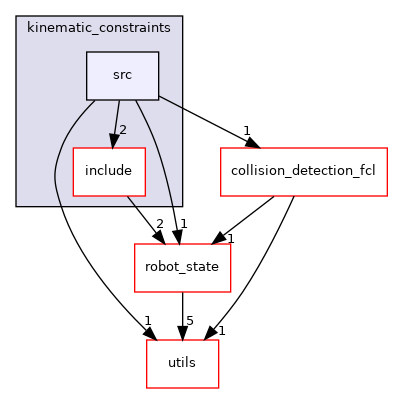 kinematic_constraints
src
2
1
include
collision_detection_fcl
2
1
1
robot_state
1
5
1
utils